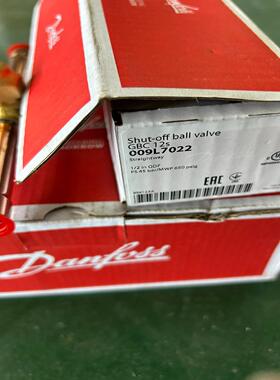 Danfoss
Shut-off ball valve
GBC 12s
009L7022
Straightway
1/2 in ODF
PS 45 bar/MWP 650 psig
EAC
Danfoss